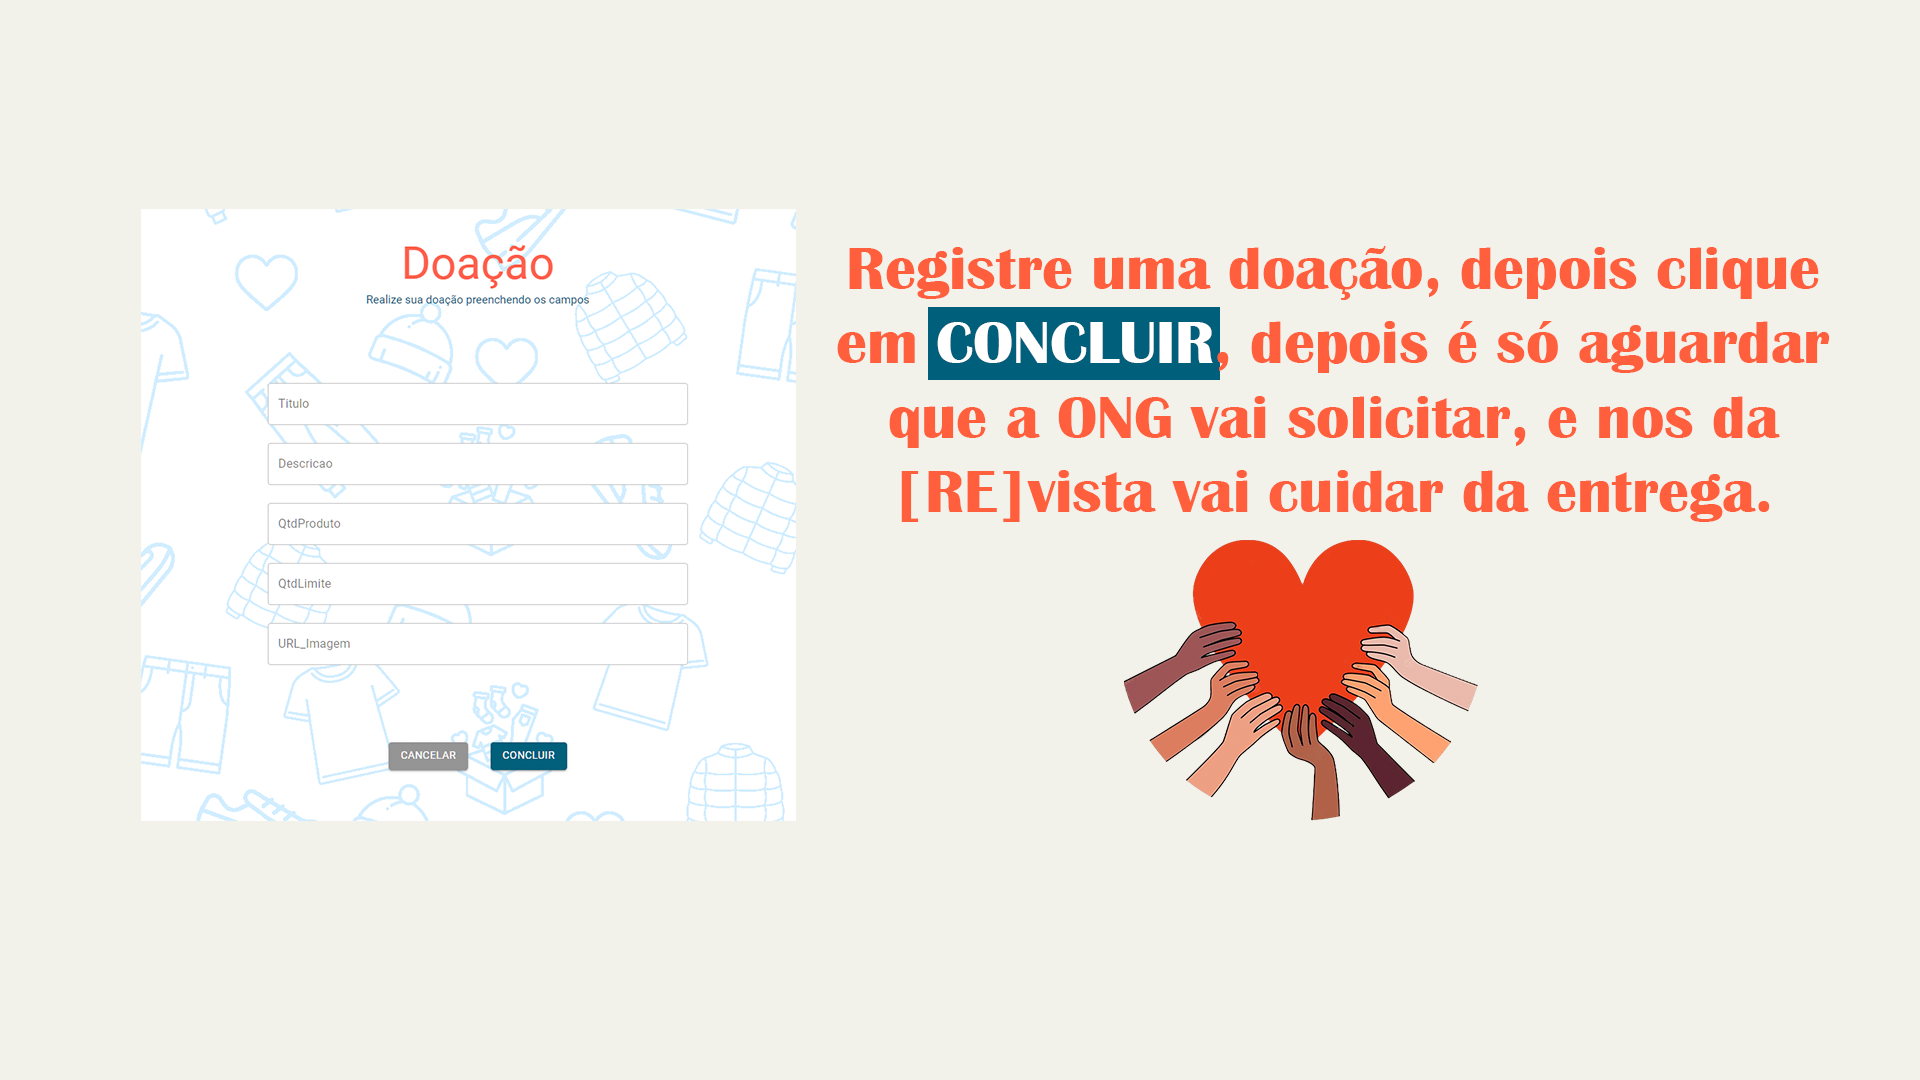 Doação
Realize sua doação preenchendo os campos
Titulo
Descricao
QtdProduto
QtdLimite
URL_Imagem
CANCELAR
CONCLUIR
Registre uma doação, depois clique
em CONCLUIR, depois é só aguardar
que a ONG vai solicitar, e nos da
[RE]vista vai cuidar da entrega.